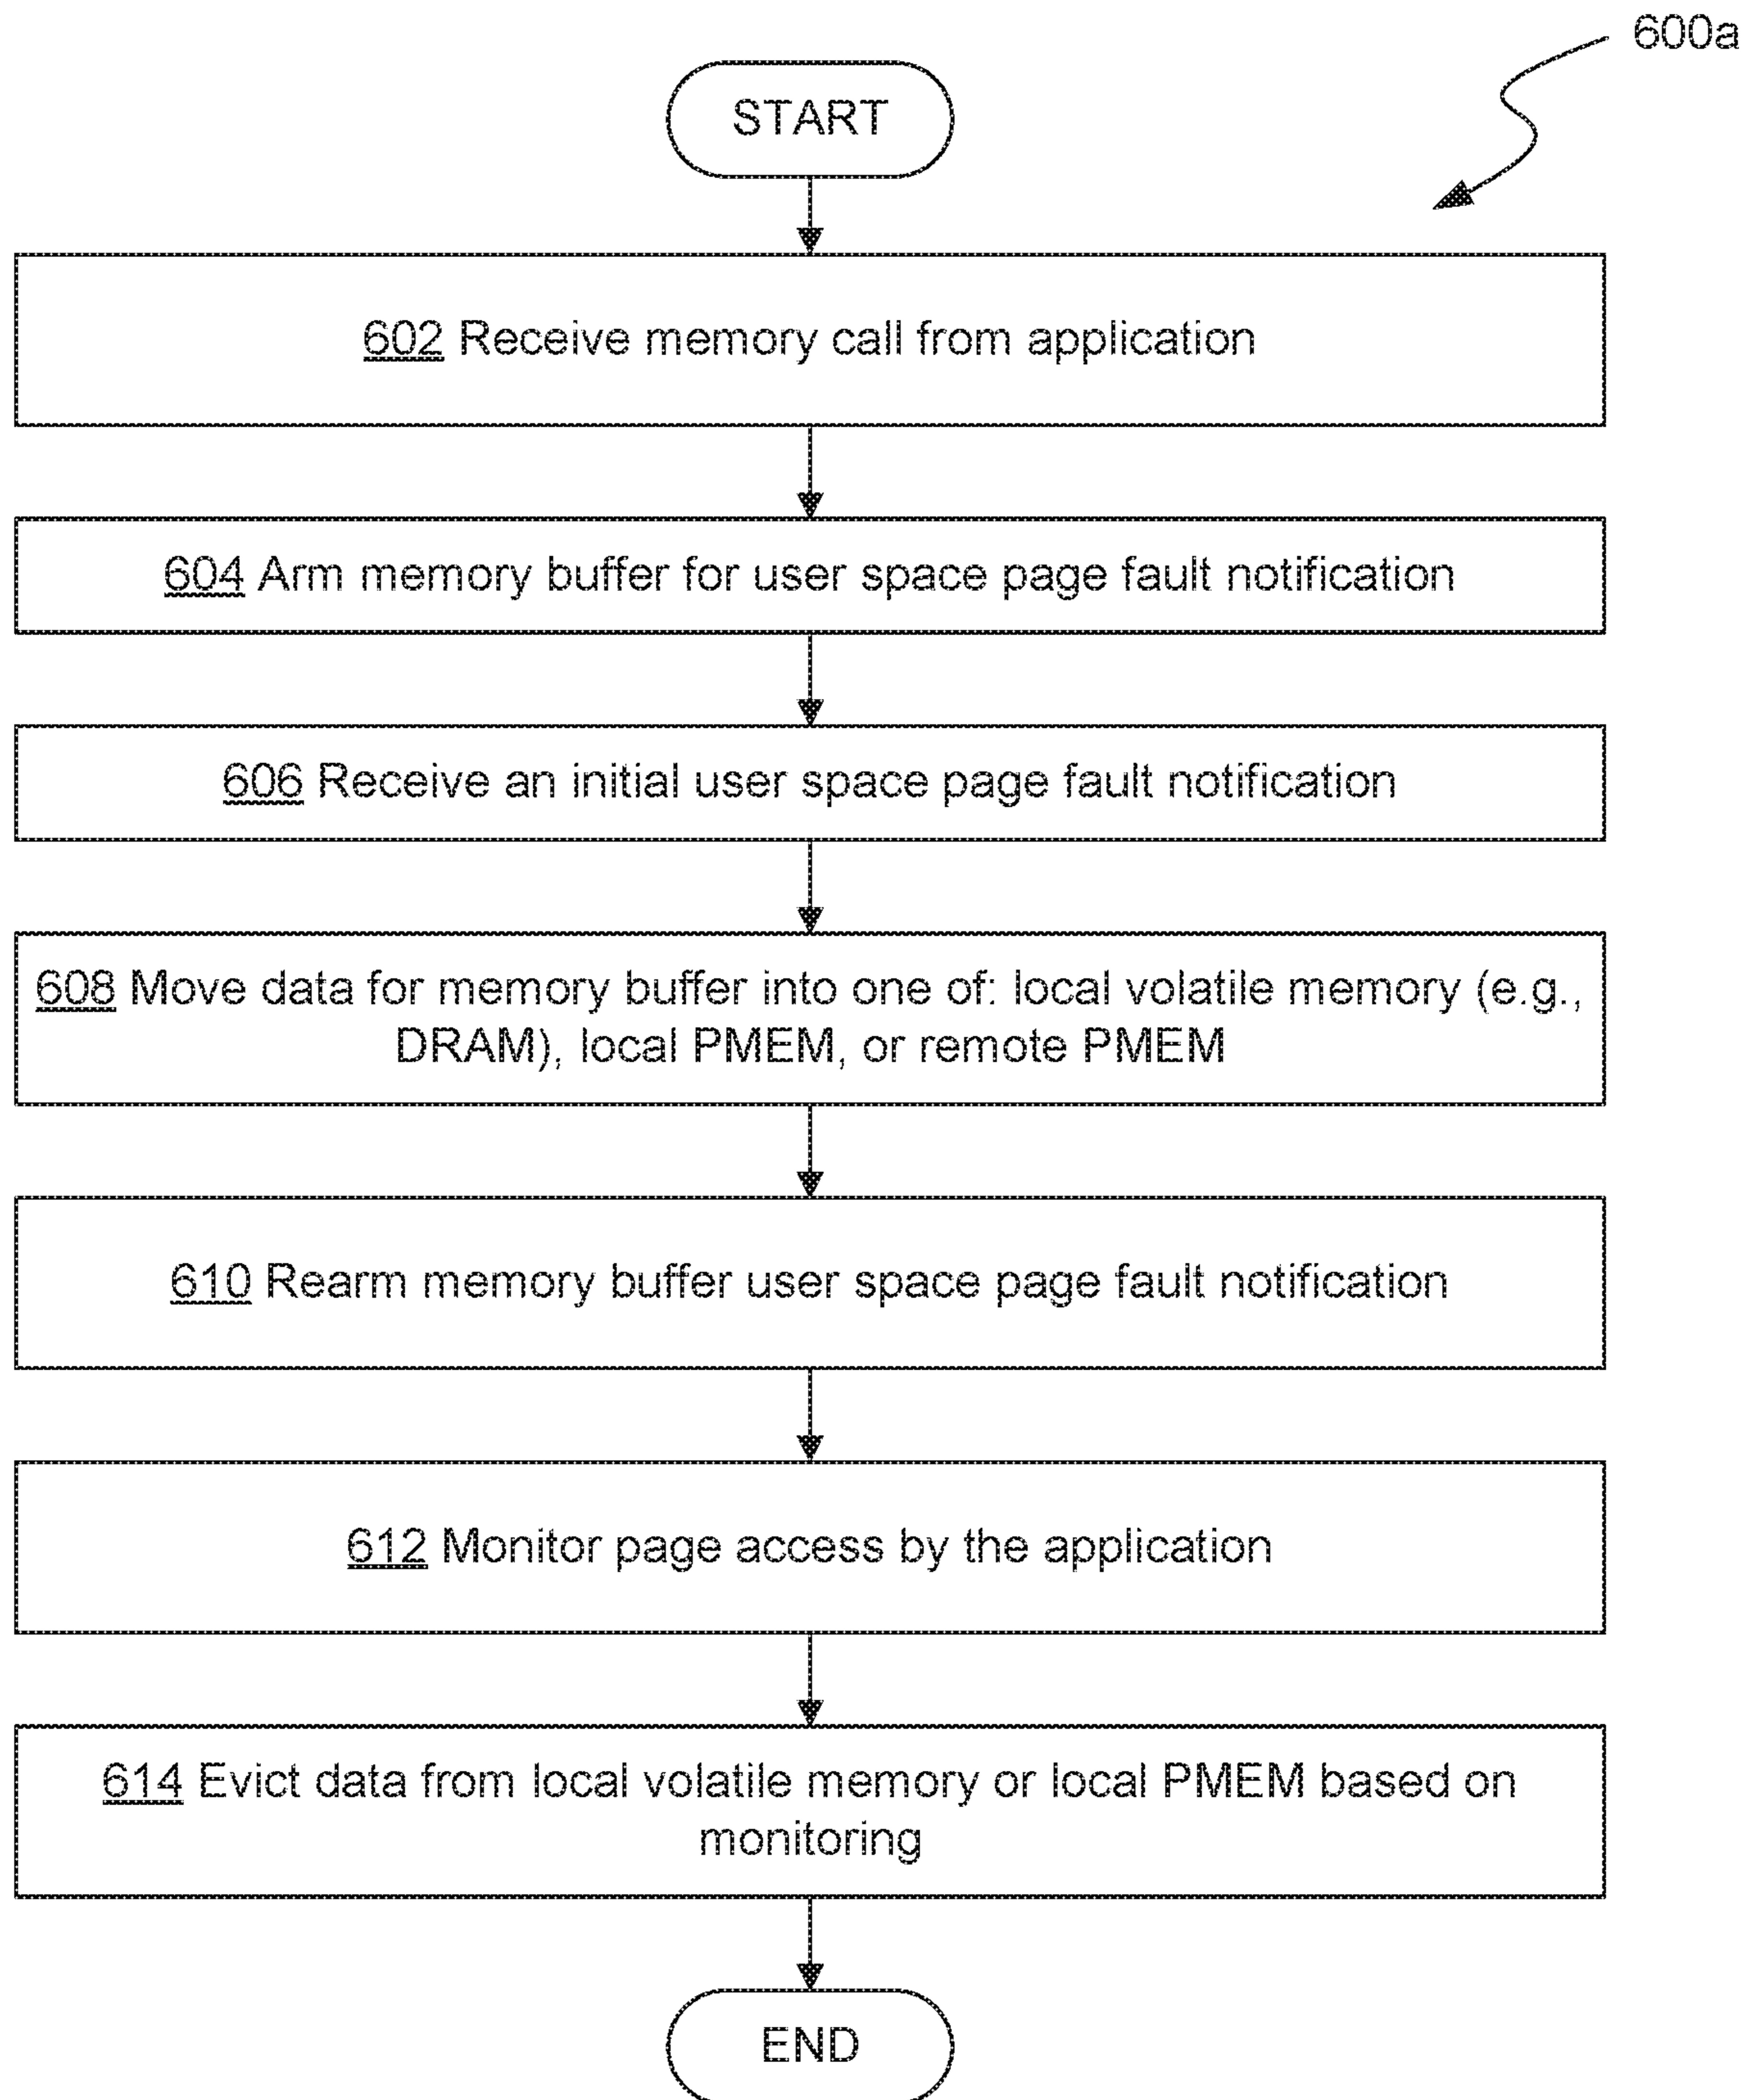 600a
START
602 Receive memory call from application
604 Arm memory buffer for user space page fault notification
606 Receive an initial user space page fault notification
608 Move data for memory buffer into one of: local volatile memory (e.g.,
DRAM), local PMEM, or remote PMEM
610 Rearm memory buffer user space page fault notification
612 Monitor page access by the application
614 Evict data from local volatile memory or local PMEM based on
monitoring
END